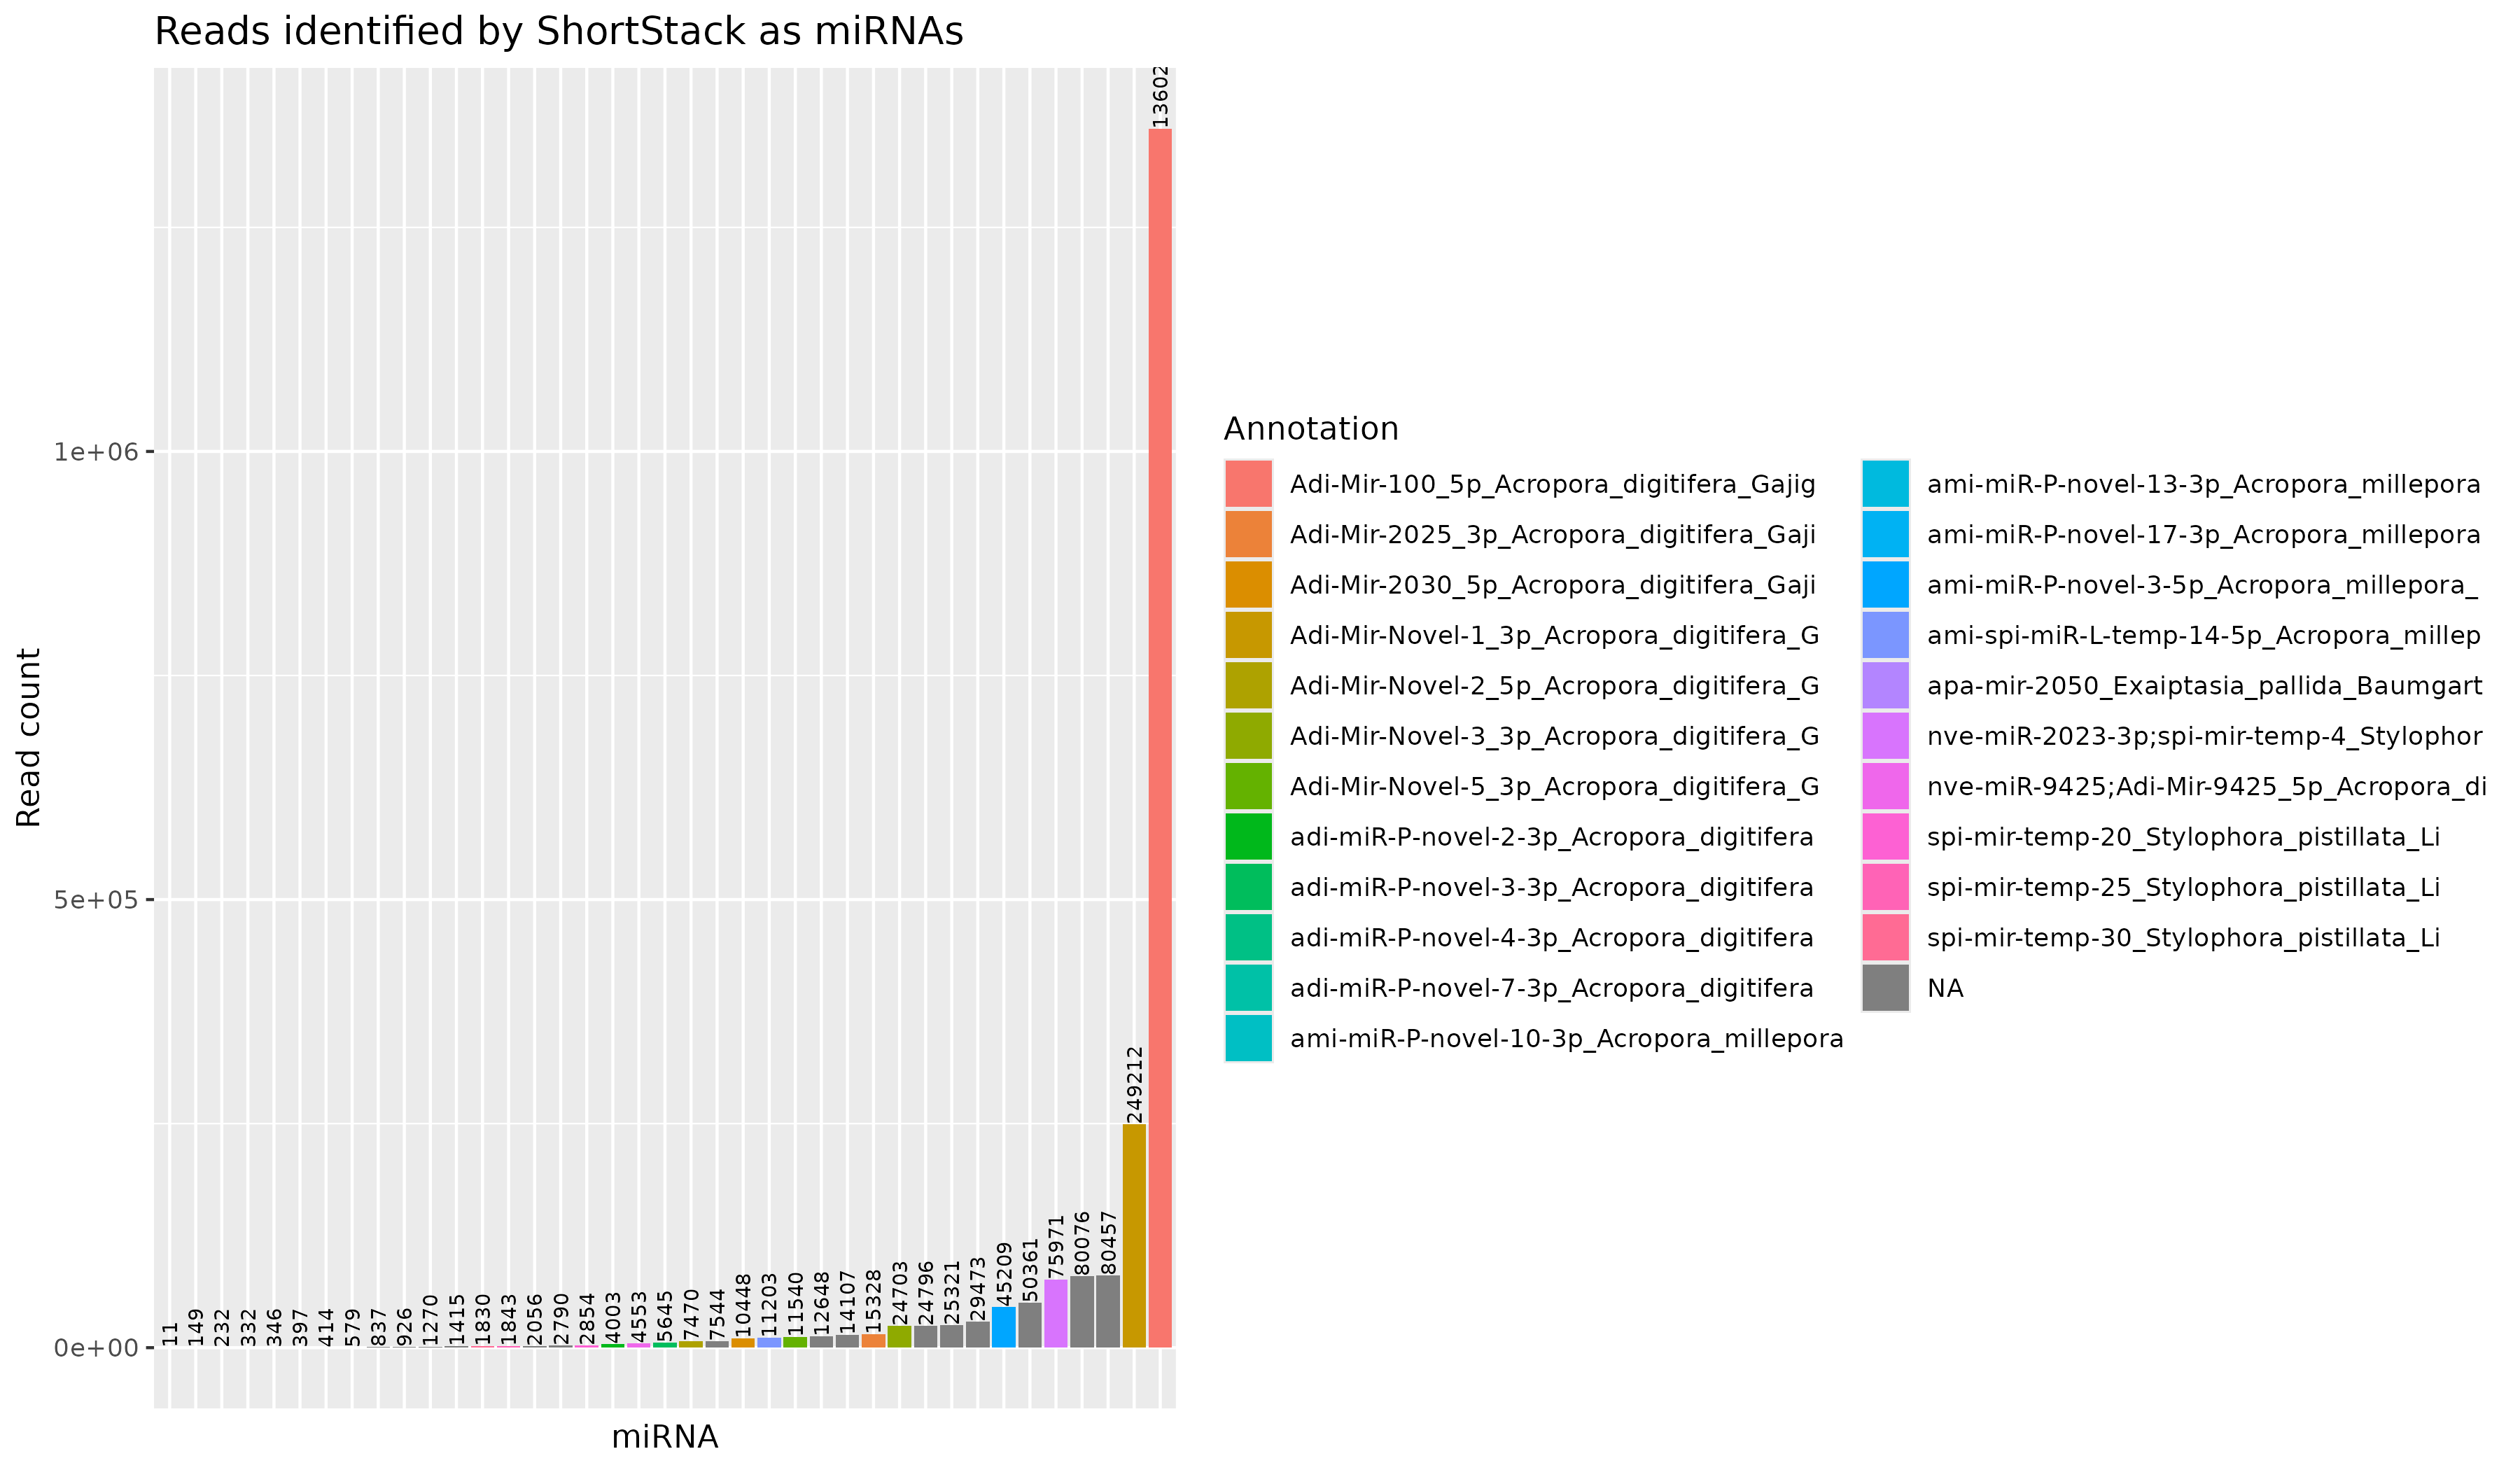 Reads identified by ShortStack as miRNAs
Read count
1e+06
5e+05
0e+00
11
149
232
332
346
397
414
579
837
926
1270
1415
1830
1843
2056
2790
2854
4003
4553
5645
7470
7544
10448
11203
11540
12648
14107
15328
24703
24796
25321
29473
45209
50361
75971
80076
80457
249212
13602
miRNA
Annotation
Adi-Mir-100_5p_Acropora_digitifera_Gajig
Adi-Mir-2025_3p_Acropora_digitifera_Gaji
Adi-Mir-2030_5p_Acropora_digitifera_Gaji
Adi-Mir-Novel-1_3p_Acropora_digitifera_G
Adi-Mir-Novel-2_5p_Acropora_digitifera_G
Adi-Mir-Novel-3_3p_Acropora_digitifera_G
Adi-Mir-Novel-5_3p_Acropora_digitifera_G
adi-miR-P-novel-2-3p_Acropora_digitifera
adi-miR-P-novel-3-3p_Acropora_digitifera
adi-miR-P-novel-4-3p_Acropora_digitifera
adi-miR-P-novel-7-3p_Acropora_digitifera
ami-miR-P-novel-10-3p_Acropora_millepora
ami-miR-P-novel-13-3p_Acropora_millepora
ami-miR-P-novel-17-3p_Acropora_millepora
ami-miR-P-novel-3-5p_Acropora_millepora_
ami-spi-miR-L-temp-14-5p_Acropora_millep
apa-mir-2050_Exaiptasia_pallida_Baumgart
nve-miR-2023-3p;spi-mir-temp-4_Stylophor
nve-miR-9425;Adi-Mir-9425_5p_Acropora_di
spi-mir-temp-20_Stylophora_pistillata_Li
spi-mir-temp-25_Stylophora_pistillata_Li
spi-mir-temp-30_Stylophora_pistillata_Li
NA